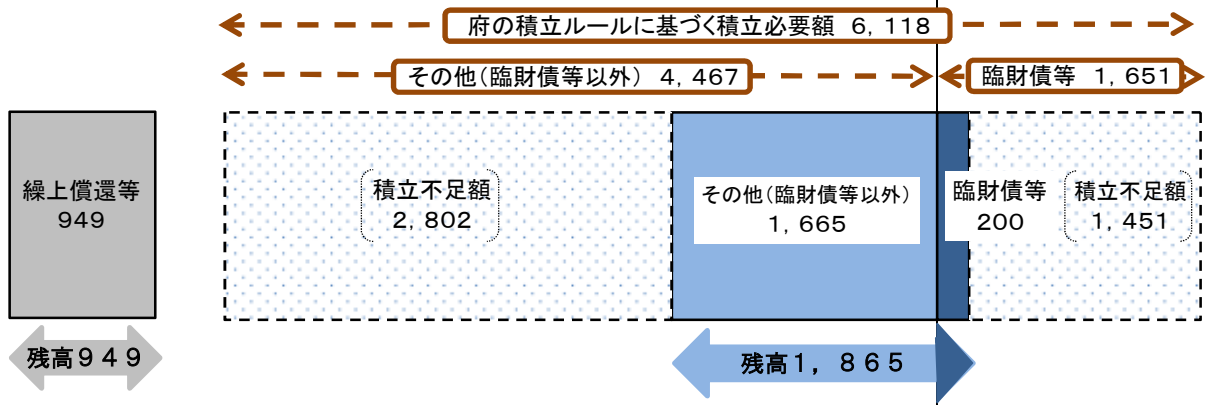 府の積立ルールに基づく積立必要額 6,118
その他(臨財債等以外) 4,467
臨財債等 1,651
繰上償還等
949
積立不足額
2,802
その他(臨財債等以外)
1,665
臨財債等
200
積立不足額
1,451
残高949
残高1,865